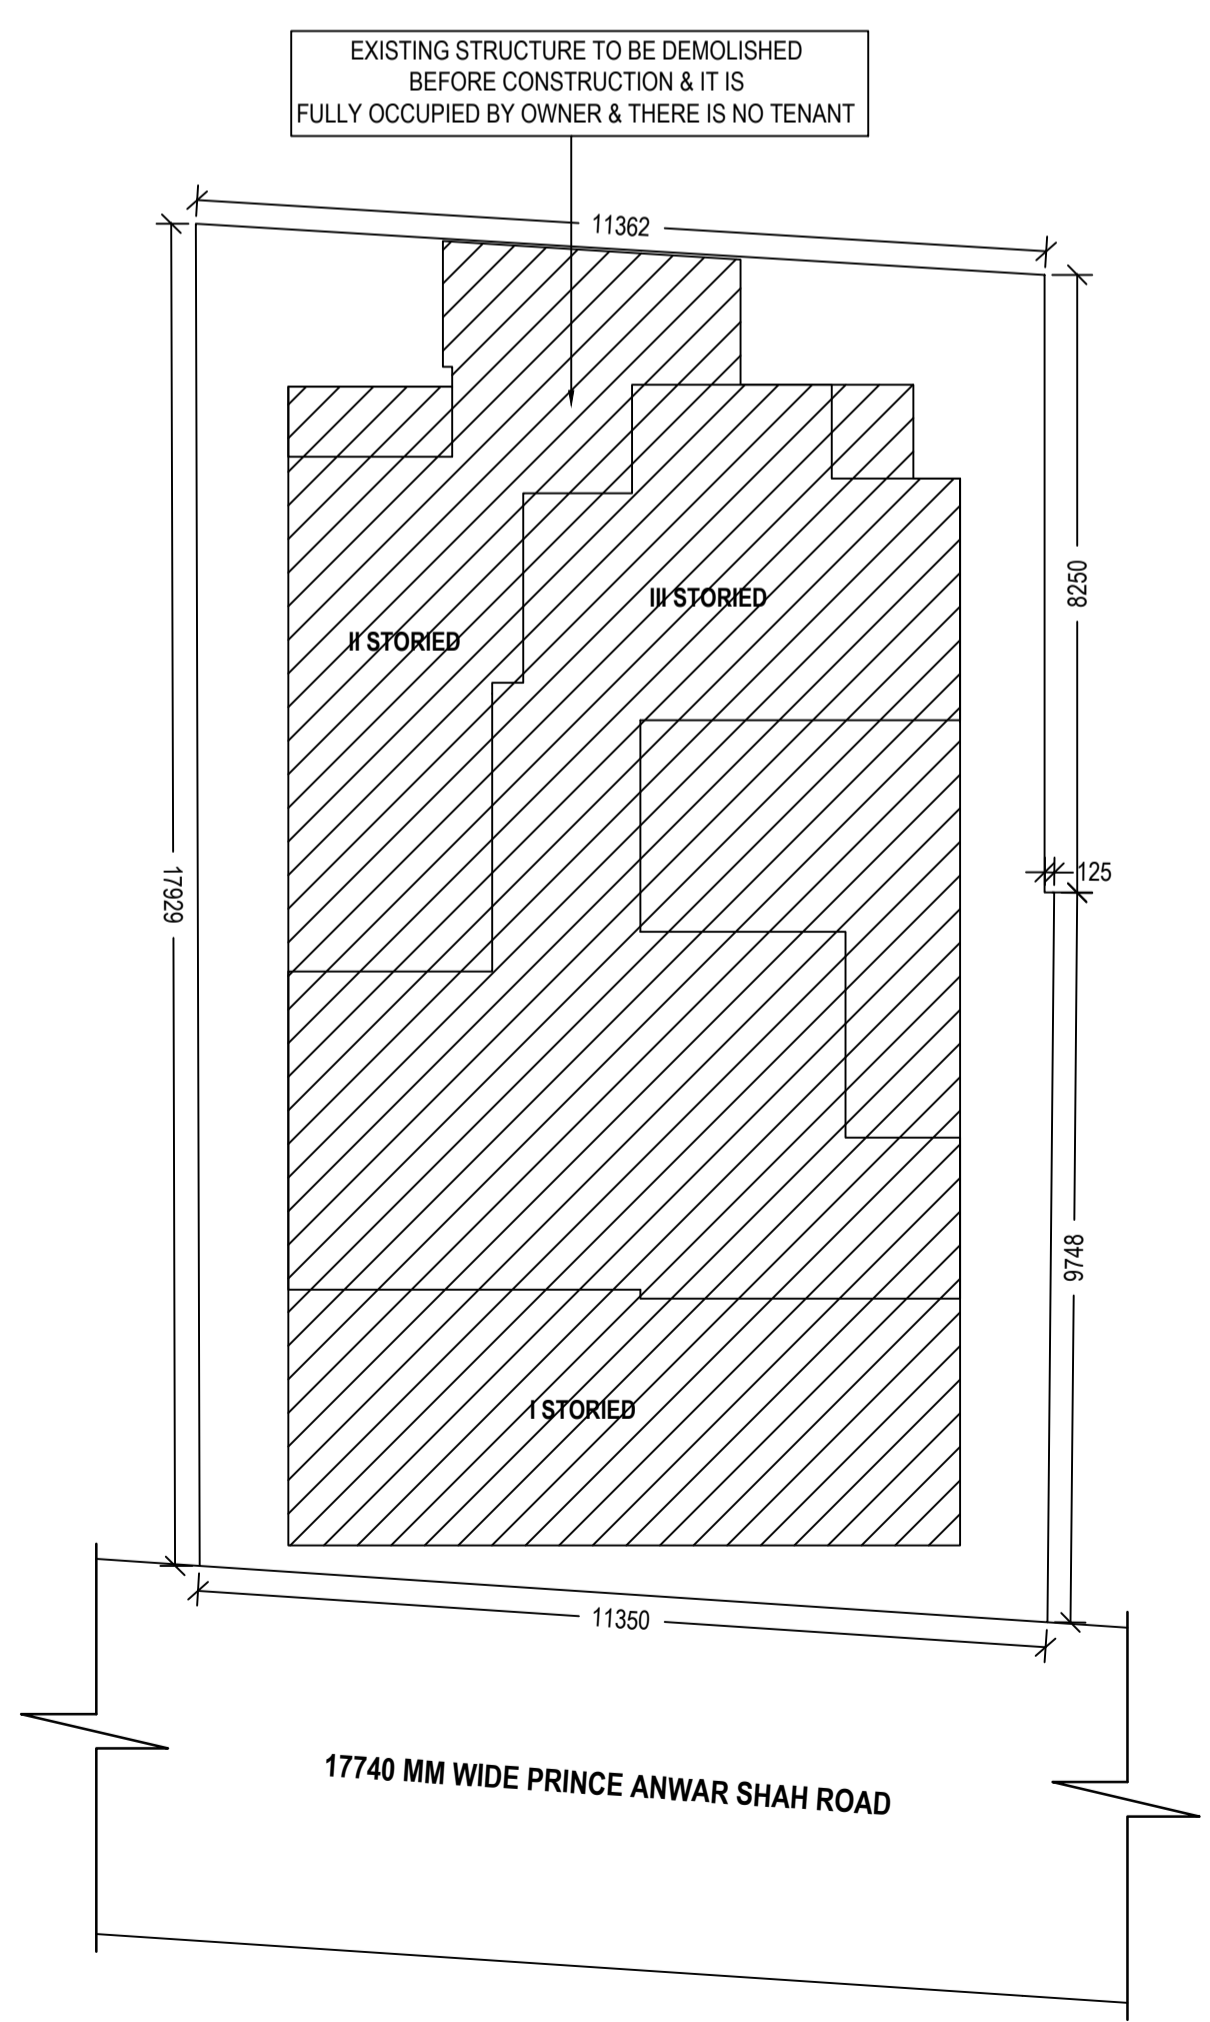 EXISTING STRUCTURE TO BE DEMOLISHED
BEFORE CONSTRUCTION & IT IS
FULLY OCCUPIED BY OWNER & THERE IS NO TENANT
11362
8250
III STORIED
II STORIED
125
17929
9748
I STORIED
11350
17740 MM WIDE PRINCE ANWAR SHAH ROAD